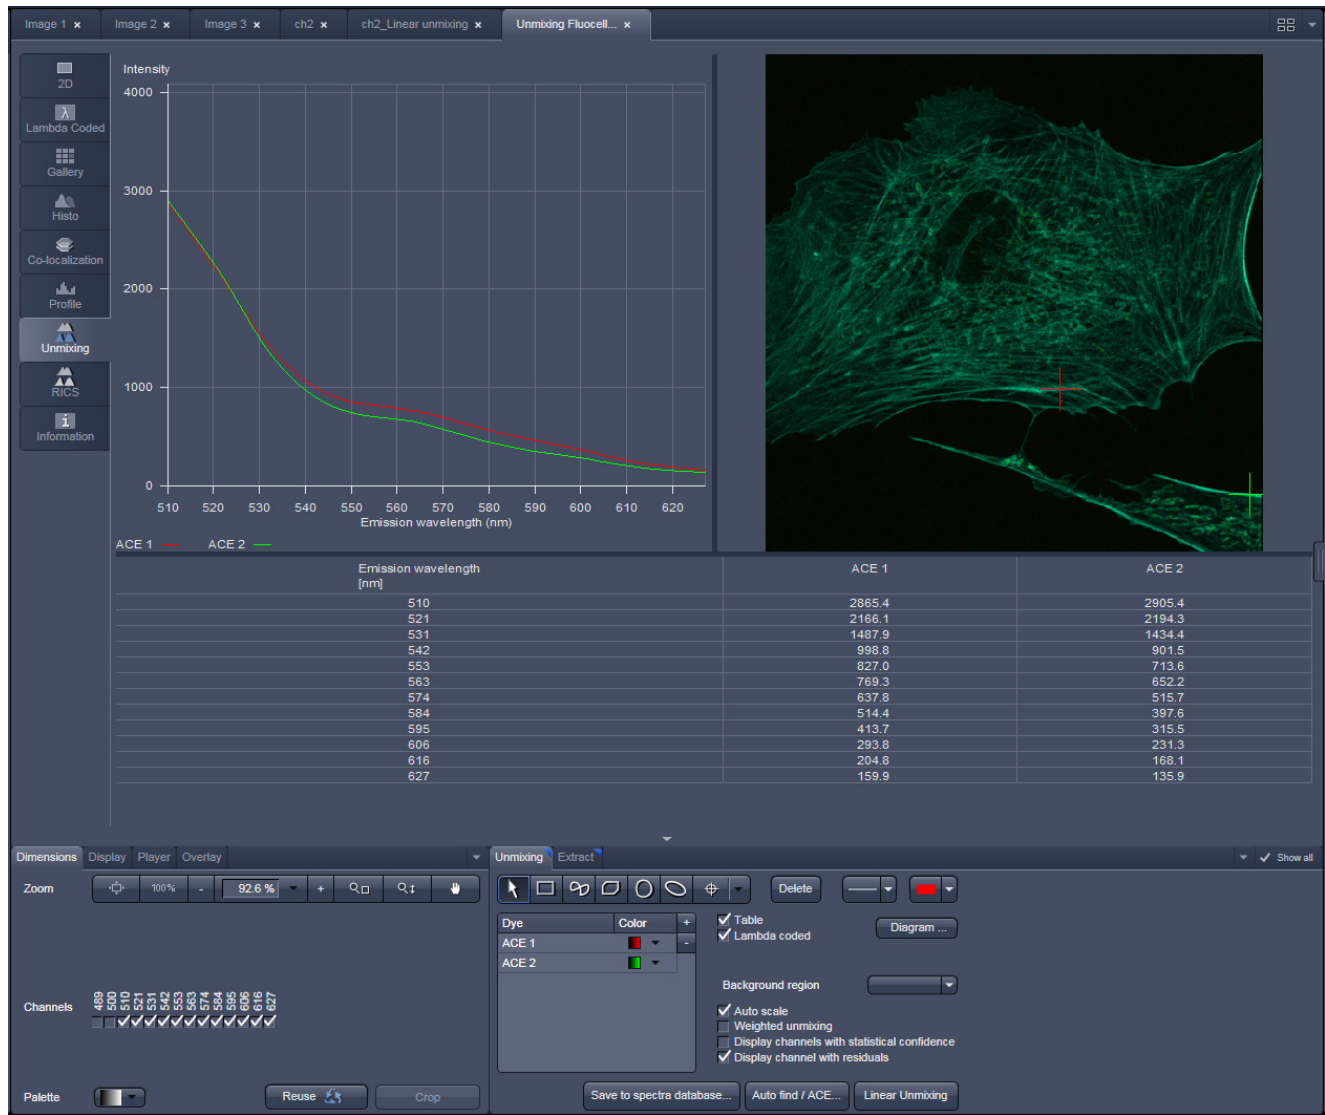 Image 1 x Image 2 x Image 3 x ch2 x ch2_Linear unmixing x Unmixing Fluocell... x
2D
λ
Lambda Coded
Gallery
Histo
Co-localization
Profile
Unmixing
RICS
i
Information
Intensity
4000
3000
2000
1000
0
510 520 530 540 550 560 570 580 590 600 610 620
Emission wavelength (nm)
ACE 1 ACE 2
Emission wavelength [nm] ACE 1 ACE 2
510 2865.4 2905.4
521 2166.1 2194.3
531 1487.9 1434.4
542 998.8 901.5
553 827.0 713.6
563 769.3 652.2
574 637.8 515.7
584 514.4 397.6
595 413.7 315.5
606 293.8 231.3
616 204.8 168.1
627 159.9 135.9
Dimensions Display Player Overlay
Zoom 100% - 92.6 % +
Channels 489 500 510 521 531 542 553 563 574 584 595 606 616 627
Palette Reuse Crop
Unmixing Extract Show all
Delete
Dye Color +
ACE 1 -
ACE 2
Table
Lambda coded
Diagram ...
Background region
Auto scale
Weighted unmixing
Display channels with statistical confidence
Display channel with residuals
Save to spectra database... Auto find / ACE... Linear Unmixing